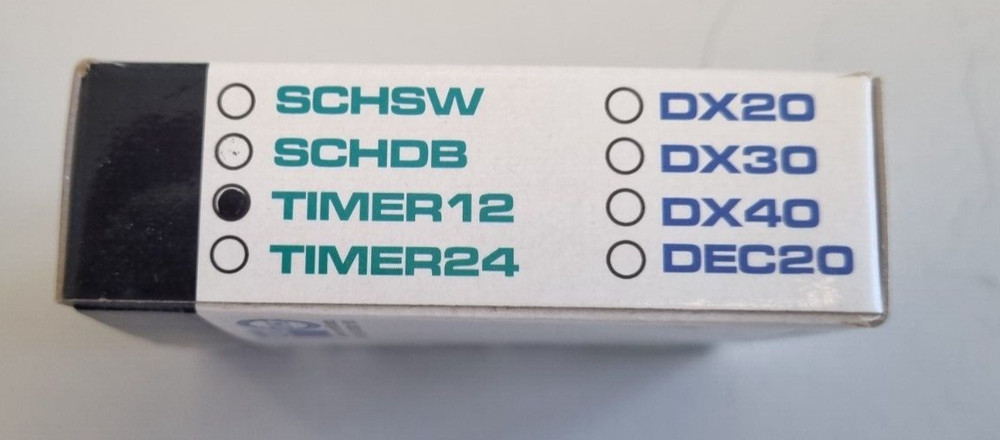 SCHSW
SCHDB
TIMER12
TIMER24
DX20
DX30
DX40
DEC20